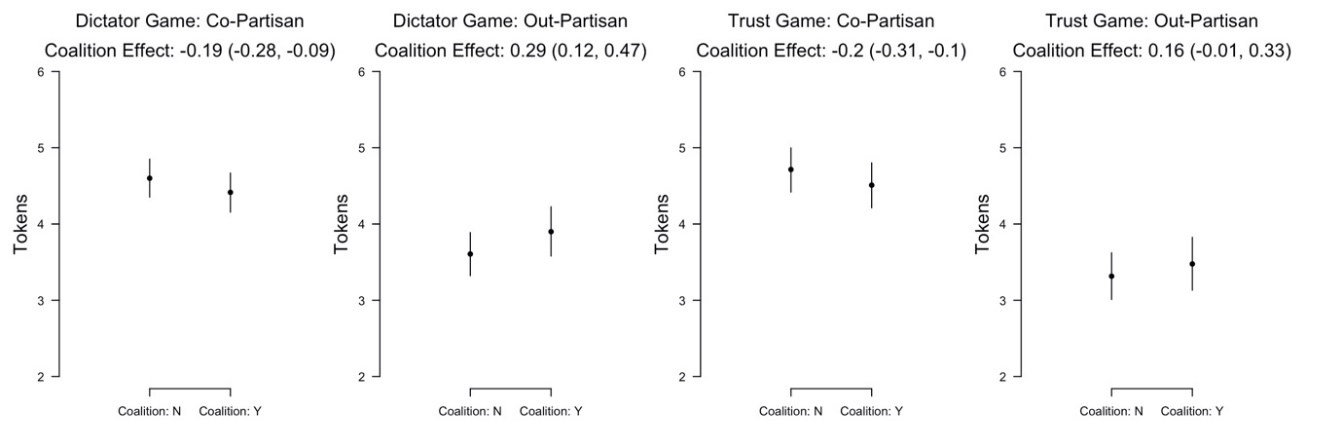 Dictator Game: Co-Partisan
Coalition Effect: -0.19 (-0.28, -0.09)
6
5
4
3
2
Tokens
Coalition: N
Coalition: Y
Dictator Game: Out-Partisan
Coalition Effect: 0.29 (0.12, 0.47)
6
5
4
3
2
Tokens
Coalition: N
Coalition: Y
Trust Game: Co-Partisan
Coalition Effect: -0.2 (-0.31, -0.1)
6
5
4
3
2
Tokens
Coalition: N
Coalition: Y
Trust Game: Out-Partisan
Coalition Effect: 0.16 (-0.01, 0.33)
6
5
4
3
2
Tokens
Coalition: N
Coalition: Y